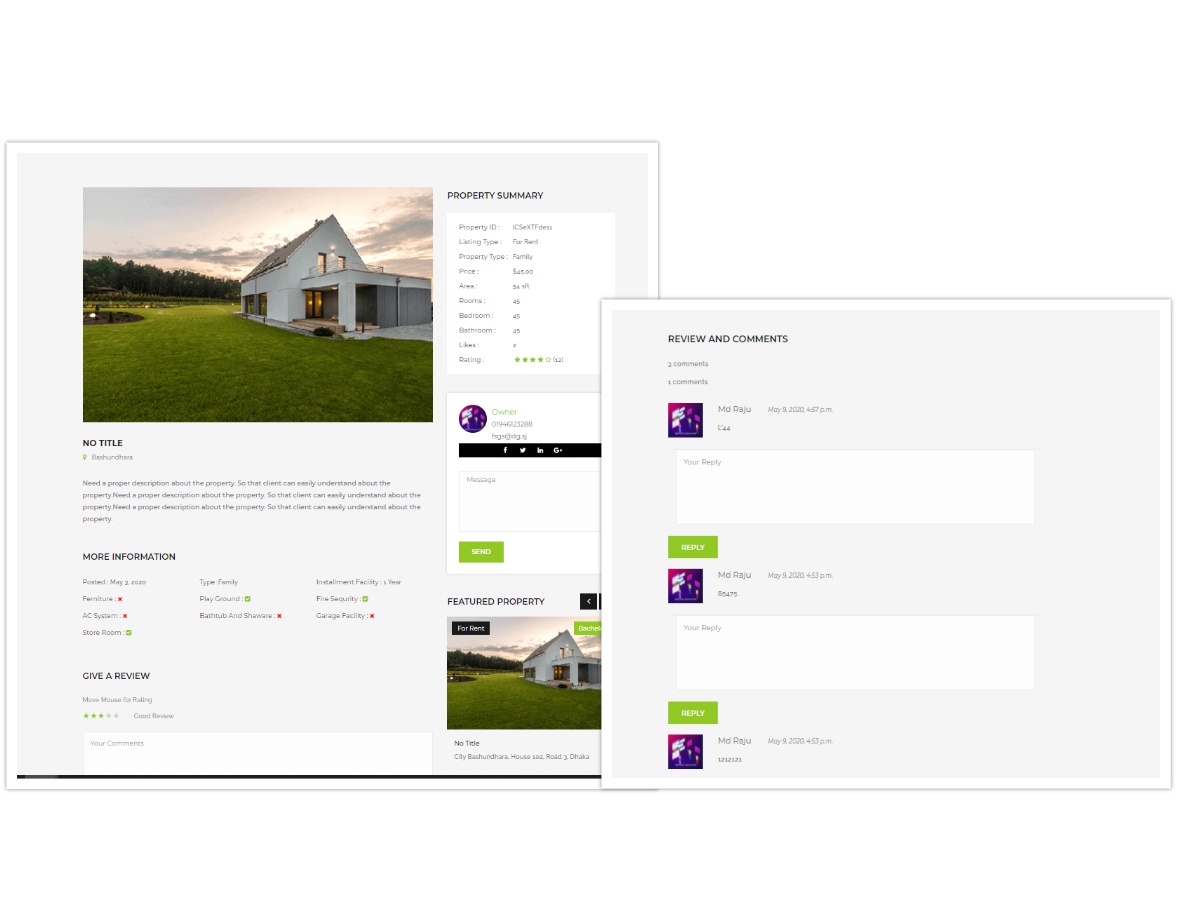 PROPERTY SUMMARY
Property ID : (CSeXTFdess
Listing Type : For Rent
Property Type : Family
Price : $45.00
Area : 54 sft
Rooms : 45
Bedroom : 45
Bathroom : 45
Likes : 2
Rating : (12)
Owner
01946123288
fsgs@dg.sj
Message
SEND
NO TITLE
Bashundhara
Need a proper description about the property. So that client can easily understand about the
property.Need a proper description about the property. So that client can easily understand about the
property.Need a proper description about the property. So that client can easily understand about the
property.
MORE INFORMATION
Posted : May 3, 2020 Type :Family Installment Facility : 1 Year
Ferniture : Play Ground : Fire Sequrity :
AC System : Bathtub And Shaware : Garage Facility :
Store Room :
GIVE A REVIEW
Move Mouse for Rating
Good Review
Your Comments
FEATURED PROPERTY
For Rent
No Title
City Bashundhara, House 102, Road 3, Dhaka
REVIEW AND COMMENTS
3 comments
1 comments
Md Raju May 9, 2020, 4:57 p.m.
Your Reply
REPLY
Md Raju May 9, 2020, 4:53 p.m.
85475
Your Reply
REPLY
Md Raju May 9, 2020, 4:53 p.m.
1212121